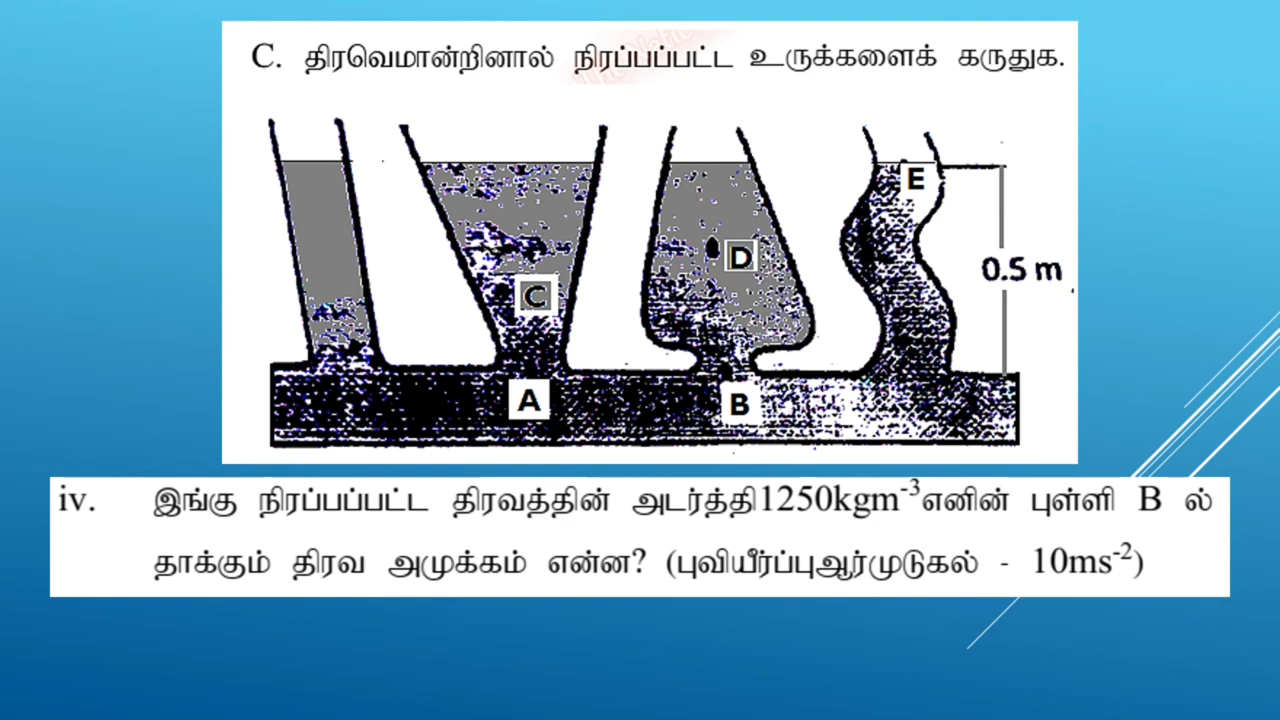 C. திரவெமான்றினால் நிரப்பப்பட்ட உருக்களைக் கருதுக.
E
D
0.5 m
C
A
B
iv. இங்கு நிரப்பப்பட்ட திரவத்தின் அடர்த்தி1250kgm-3எனின் புள்ளி B ல்
தாக்கும் திரவ அமுக்கம் என்ன? (புவியீர்ப்புஆர்முடுகல் - 10ms-2)